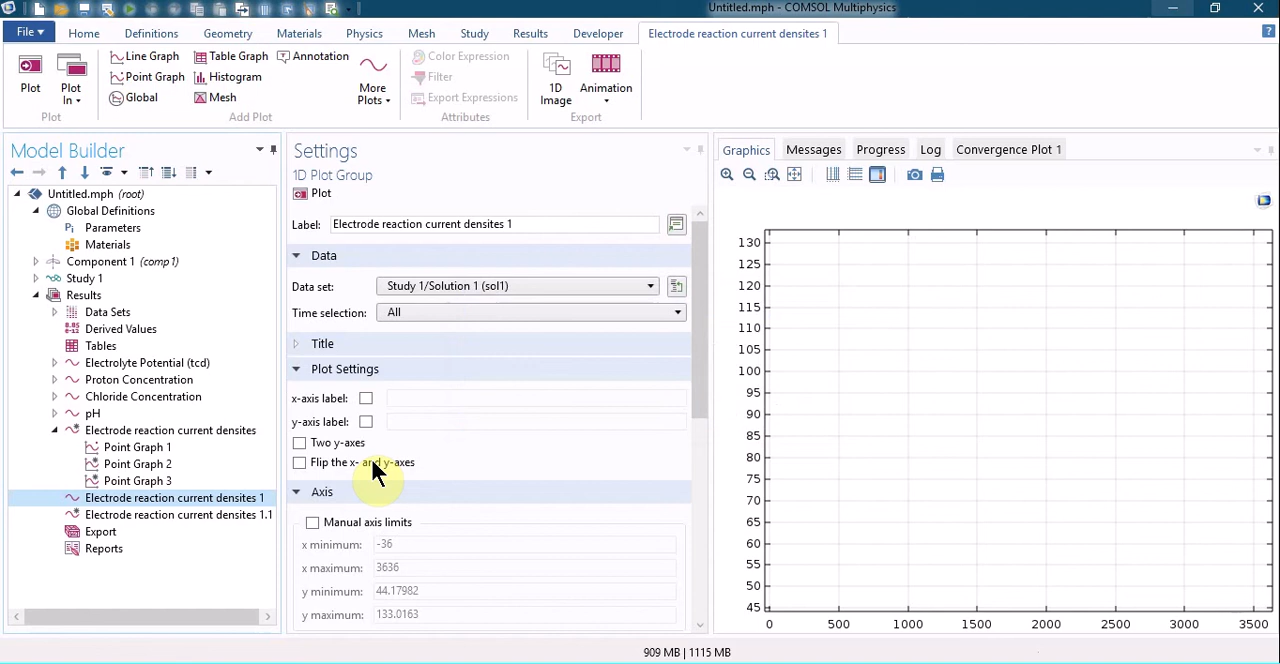 Untitled.mph - COMSOL Multiphysics
File Home Definitions Geometry Materials Physics Mesh Study Results Developer Electrode reaction current densites 1
Line Graph Table Graph Annotation Color Expression
Point Graph Histogram Filter
Plot Plot In Global Mesh More Plots Export Expressions 1D Image Animation
Plot Add Plot Attributes Export
Model Builder
Untitled.mph (root)
Global Definitions
Parameters
Materials
Component 1 (comp1)
Study 1
Results
Data Sets
Derived Values
Tables
Electrolyte Potential (tcd)
Proton Concentration
Chloride Concentration
pH
Electrode reaction current densites
Point Graph 1
Point Graph 2
Point Graph 3
Electrode reaction current densites 1
Electrode reaction current densites 1.1
Export
Reports
Settings
1D Plot Group
Plot
Label: Electrode reaction current densites 1
Data
Data set: Study 1/Solution 1 (sol1)
Time selection: All
Title
Plot Settings
x-axis label:
y-axis label:
Two y-axes
Flip the x- and y-axes
Axis
Manual axis limits
x minimum: -36
x maximum: 3636
y minimum: 44.17982
y maximum: 133.0163
Graphics Messages Progress Log Convergence Plot 1
130
125
120
115
110
105
100
95
90
85
80
75
70
65
60
55
50
45
0 500 1000 1500 2000 2500 3000 3500
909 MB | 1115 MB